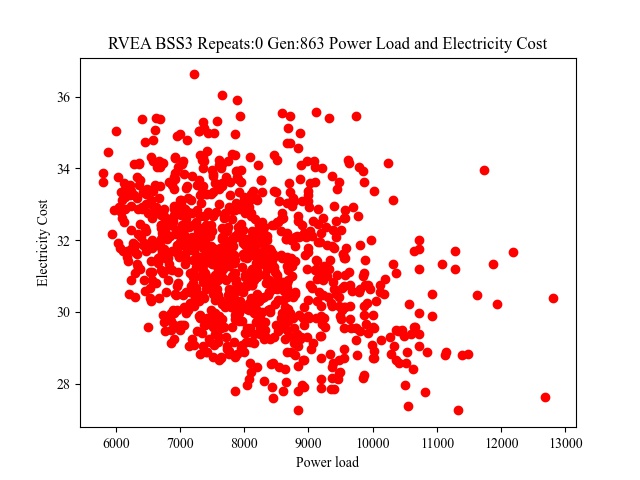 RVEA BSS3 Repeats:0 Gen:863 Power Load and Electricity Cost
36
34
32
30
28
Electricity Cost
6000 7000 8000 9000 10000 11000 12000 13000
Power load